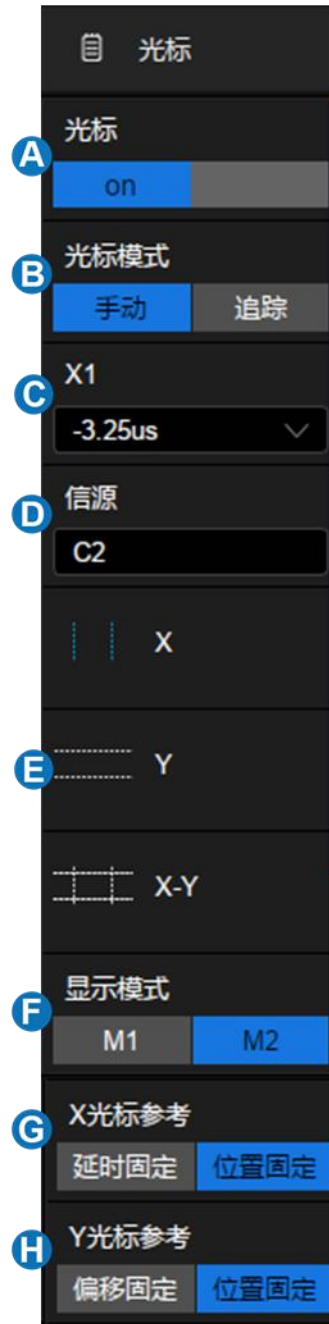 光标
A
光标
on
B
光标模式
手动 追踪
C
X1
-3.25us
D
信源
C2
X
E
Y
X-Y
F
显示模式
M1 M2
G
X光标参考
延时固定 位置固定
H
Y光标参考
偏移固定 位置固定